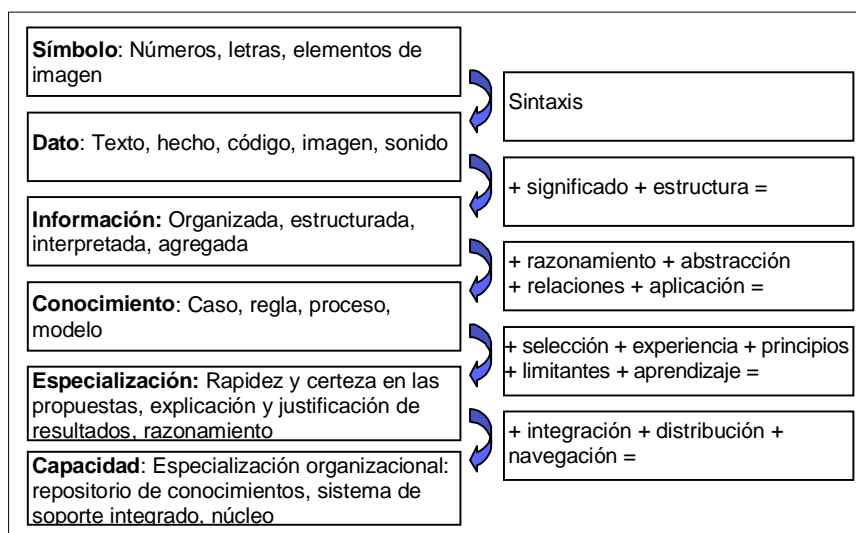 Símbolo: Números, letras, elementos de
imagen
Sintaxis
Dato: Texto, hecho, código, imagen, sonido
+ significado + estructura =
Información: Organizada, estructurada,
interpretada, agregada
+ razonamiento + abstracción
+ relaciones + aplicación =
Conocimiento: Caso, regla, proceso,
modelo
+ selección + experiencia + principios
+ limitantes + aprendizaje =
Especialización: Rapidez y certeza en las
propuestas, explicación y justificación de
resultados, razonamiento
+ integración + distribución +
navegación =
Capacidad: Especialización organizacional:
repositorio de conocimientos, sistema de
soporte integrado, núcleo